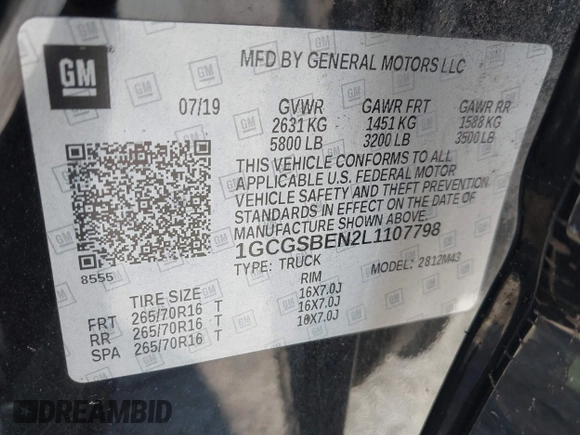 GM
MFD BY GENERAL MOTORS LLC
07/19 GVWR GAWR FRT GAWR RR
2631 KG 1451 KG 1588 KG
5800 LB 3200 LB 3500 LB
THIS VEHICLE CONFORMS TO ALL
APPLICABLE U.S. FEDERAL MOTOR
VEHICLE SAFETY AND THEFT PREVENTION
STANDARDS IN EFFECT ON THE DATE OF
MANUFACTURE SHOWN ABOVE.
1GCGSBEN2L1107798
8555
TYPE: TRUCK MODEL: 2812M43
TIRE SIZE RIM
FRT 265/70R16 T 16X7.0J
RR 265/70R16 T 16X7.0J
SPA 265/70R16 T 16X7.0J
DREAMBID